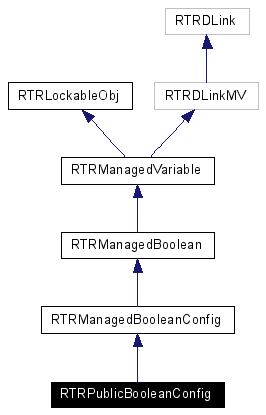 RTRDLink
RTRLockableObj
RTRDLinkMV
RTRManagedVariable
RTRManagedBoolean
RTRManagedBooleanConfig
RTRPublicBooleanConfig